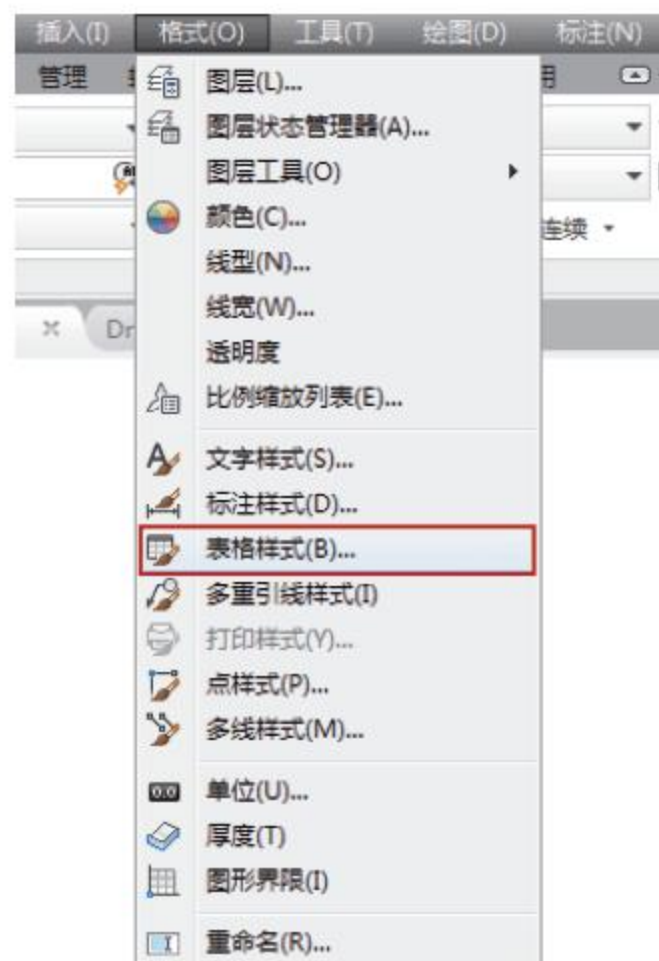 插入(I) 格式(O) 工具(T) 绘图(D) 标注(N)
管理
图层(L)...
图层状态管理器(A)...
图层工具(O)
颜色(C)...
连续
线型(N)...
线宽(W)...
Dr
透明度
比例缩放列表(E)...
文字样式(S)...
标注样式(D)...
表格样式(B)...
多重引线样式(I)
打印样式(Y)...
点样式(P)...
多线样式(M)...
0.0 单位(U)...
厚度(T)
图形界限(I)
重命名(R)...